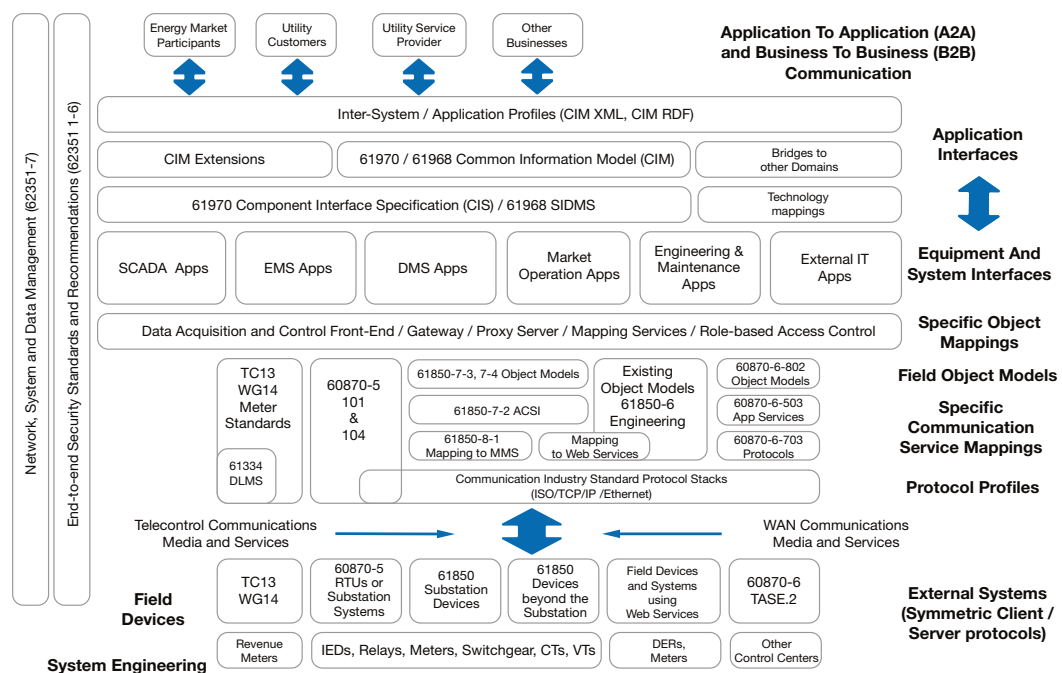 Network, System and Data Management (62351-7)
End-to-end Security Standards and Recommendations (62351 1-6)
Energy Market
Participants
Utility
Customers
Utility Service
Provider
Other
Businesses
Application To Application (A2A)
and Business To Business (B2B)
Communication
Inter-System / Application Profiles (CIM XML, CIM RDF)
CIM Extensions
61970 / 61968 Common Information Model (CIM)
Bridges to
other Domains
Application
Interfaces
61970 Component Interface Specification (CIS) / 61968 SIDMS
Technology
mappings
SCADA Apps
EMS Apps
DMS Apps
Market
Operation Apps
Engineering &
Maintenance
Apps
External IT
Apps
Equipment And
System Interfaces
Data Acquisition and Control Front-End / Gateway / Proxy Server / Mapping Services / Role-based Access Control
Specific Object
Mappings
TC13
WG14
Meter
Standards
61334
DLMS
60870-5
101
&
104
61850-7-3, 7-4 Object Models
61850-7-2 ACSI
61850-8-1
Mapping to MMS
Existing
Object Models
61850-6
Engineering
Mapping
to Web Services
60870-6-802
Object Models
60870-6-503
App Services
60870-6-703
Protocols
Field Object Models
Specific
Communication
Service Mappings
Communication Industry Standard Protocol Stacks
(ISO/TCP/IP /Ethernet)
Protocol Profiles
Telecontrol Communications
Media and Services
WAN Communications
Media and Services
Field
Devices
TC13
WG14
60870-5
RTUs or
Substation
Systems
61850
Substation
Devices
61850
Devices
beyond the
Substation
Field Devices
and Systems
using
Web Services
60870-6
TASE.2
External Systems
(Symmetric Client /
Server protocols)
System Engineering
Revenue
Meters
IEDs, Relays, Meters, Switchgear, CTs, VTs
DERs,
Meters
Other
Control Centers